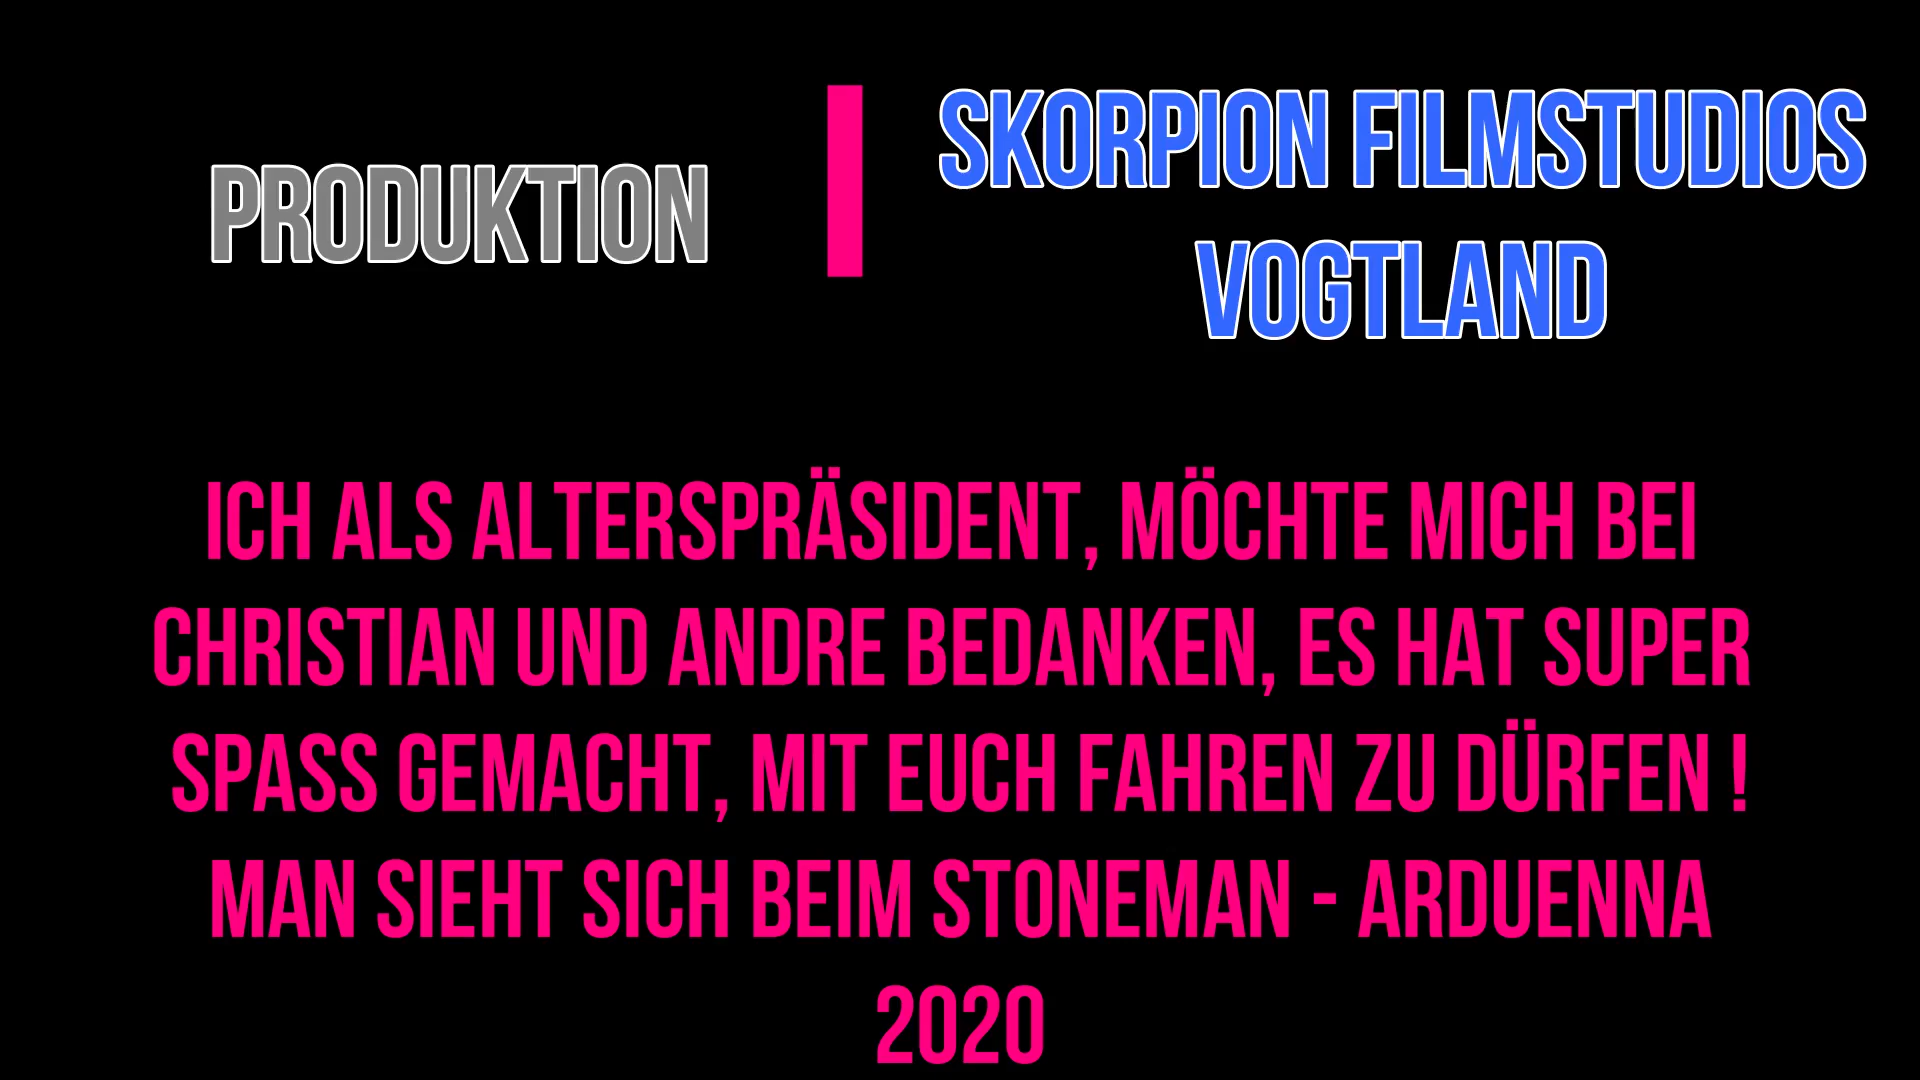 PRODUKTION
SKORPION FILMSTUDIOS
VOGTLAND
ICH ALS ALTERSPRÄSIDENT, MÖCHTE MICH BEI
CHRISTIAN UND ANDRE BEDANKEN, ES HAT SUPER
SPASS GEMACHT, MIT EUCH FAHREN ZU DÜRFEN !
MAN SIEHT SICH BEIM STONEMAN - ARDUENNA
2020